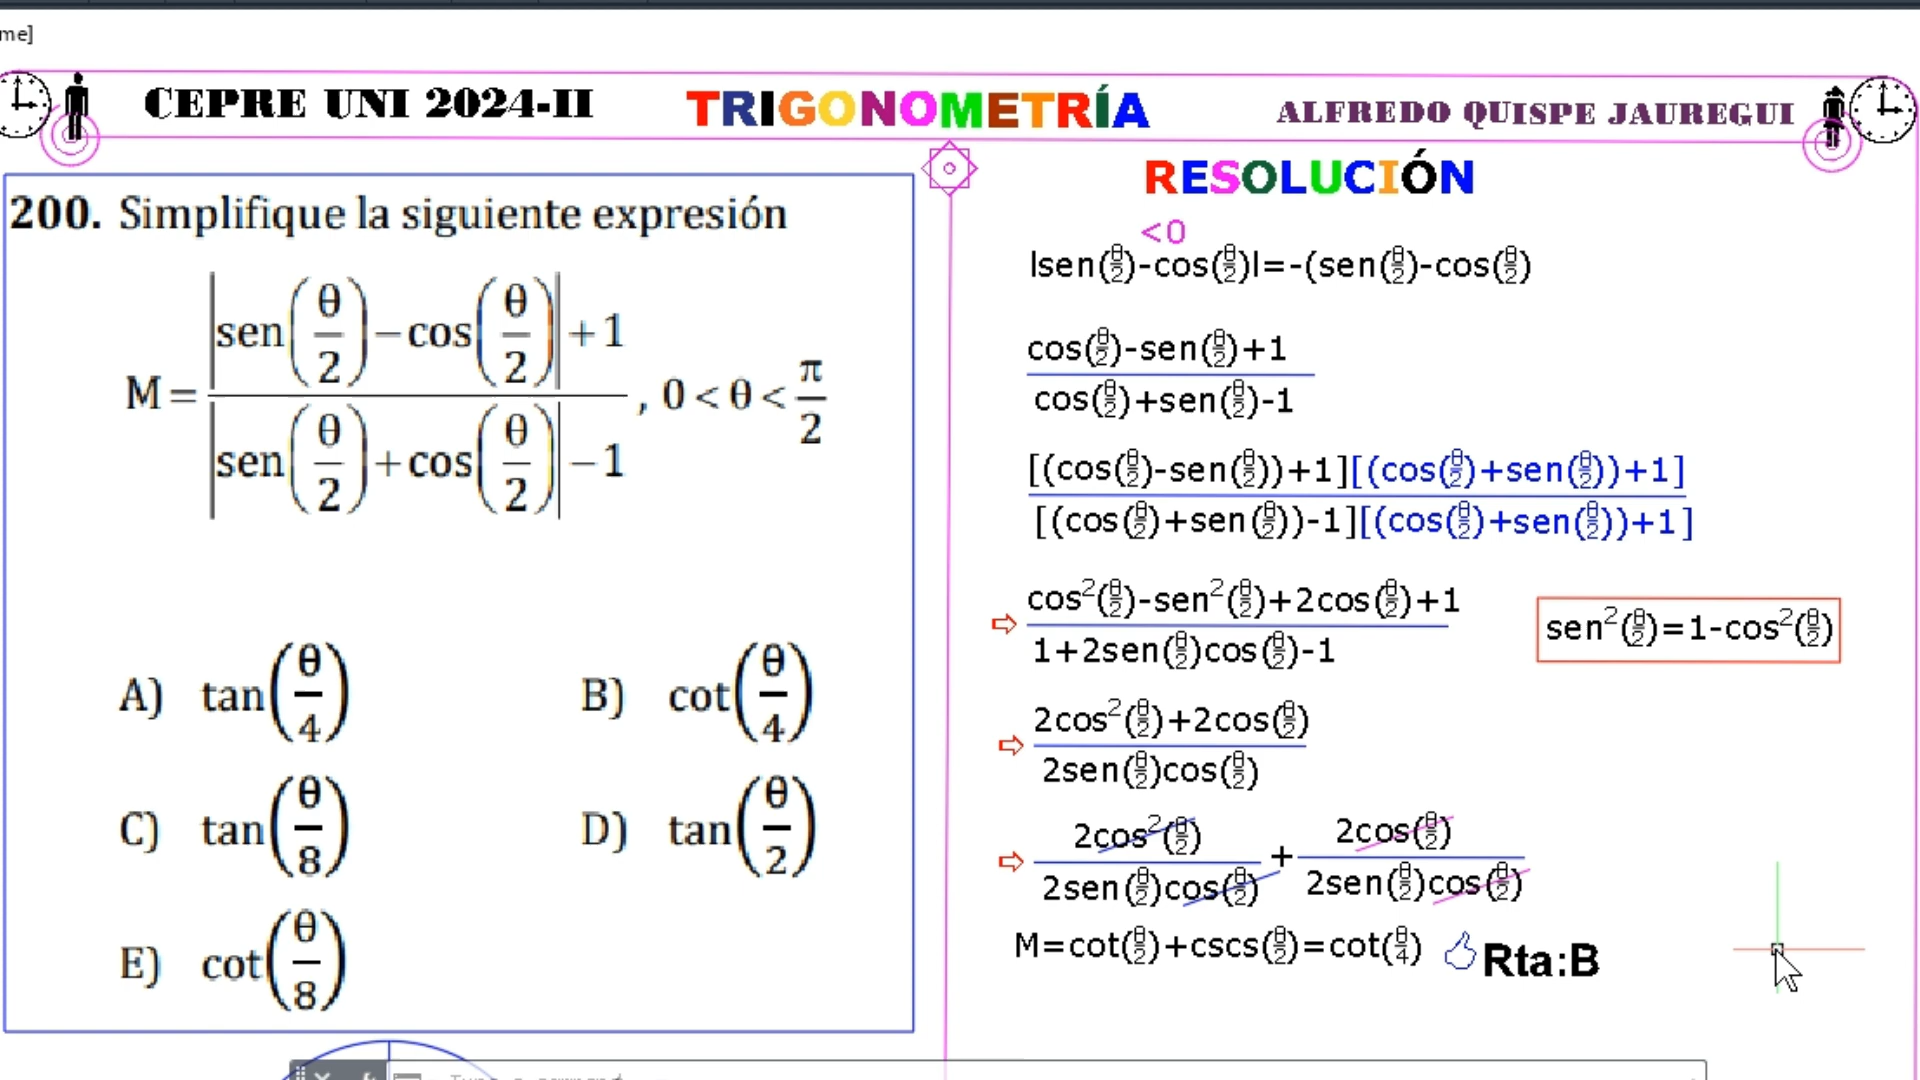 me]
CEPRE UNI 2024-II TRIGONOMETRÍA ALFREDO QUISPE JAUREGUI
200. Simplifique la siguiente expresión
M = (|sen(θ/2) − cos(θ/2)| + 1) / (|sen(θ/2) + cos(θ/2)| − 1) , 0 < θ < π/2
A) tan(θ/4)
B) cot(θ/4)
C) tan(θ/8)
D) tan(θ/2)
E) cot(θ/8)
RESOLUCIÓN
<0
|sen(θ/2)-cos(θ/2)|=-(sen(θ/2)-cos(θ/2)
cos(θ/2)-sen(θ/2)+1
cos(θ/2)+sen(θ/2)-1
[(cos(θ/2)-sen(θ/2))+1][(cos(θ/2)+sen(θ/2))+1]
[(cos(θ/2)+sen(θ/2))-1][(cos(θ/2)+sen(θ/2))+1]
⇨ cos²(θ/2)-sen²(θ/2)+2cos(θ/2)+1
1+2sen(θ/2)cos(θ/2)-1
sen²(θ/2)=1-cos²(θ/2)
⇨ 2cos²(θ/2)+2cos(θ/2)
2sen(θ/2)cos(θ/2)
⇨ 2cos²(θ/2) + 2cos(θ/2)
2sen(θ/2)cos(θ/2) 2sen(θ/2)cos(θ/2)
M=cot(θ/2)+cscs(θ/2)=cot(θ/4) Rta:B